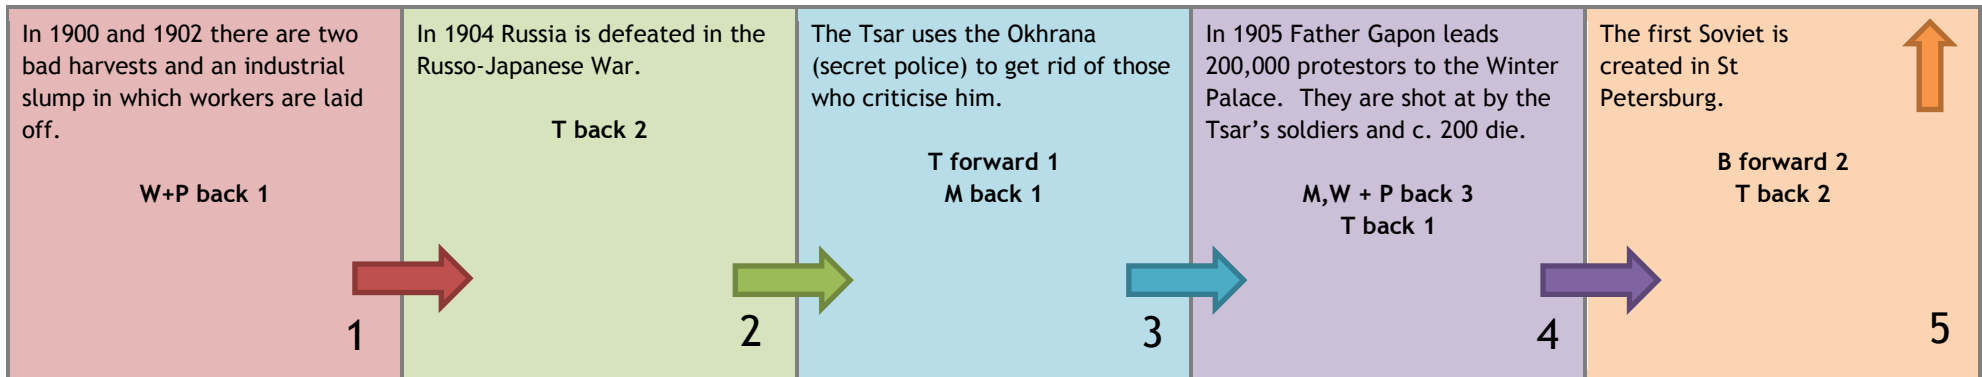 In 1900 and 1902 there are two
bad harvests and an industrial
slump in which workers are laid
off.
W+P back 1
1
In 1904 Russia is defeated in the
Russo-Japanese War.
T back 2
2
The Tsar uses the Okhrana
(secret police) to get rid of those
who criticise him.
T forward 1
M back 1
3
In 1905 Father Gapon leads
200,000 protestors to the Winter
Palace.  They are shot at by the
Tsar’s soldiers and c. 200 die.
M,W + P back 3
T back 1
4
The first Soviet is
created in St
Petersburg.
B forward 2
T back 2
5